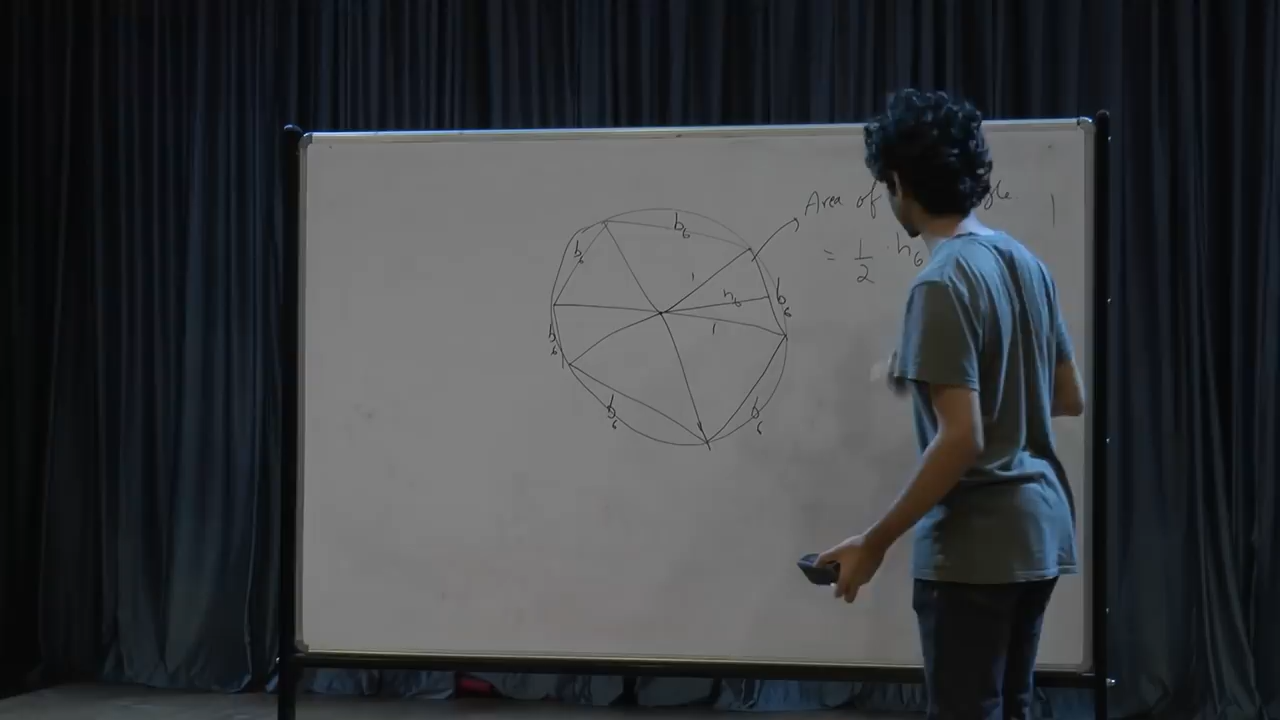 Area of
= 1/2 · h₆
b₆
b₆
1
h₆
b₆
1
b₆
b₆
b₆